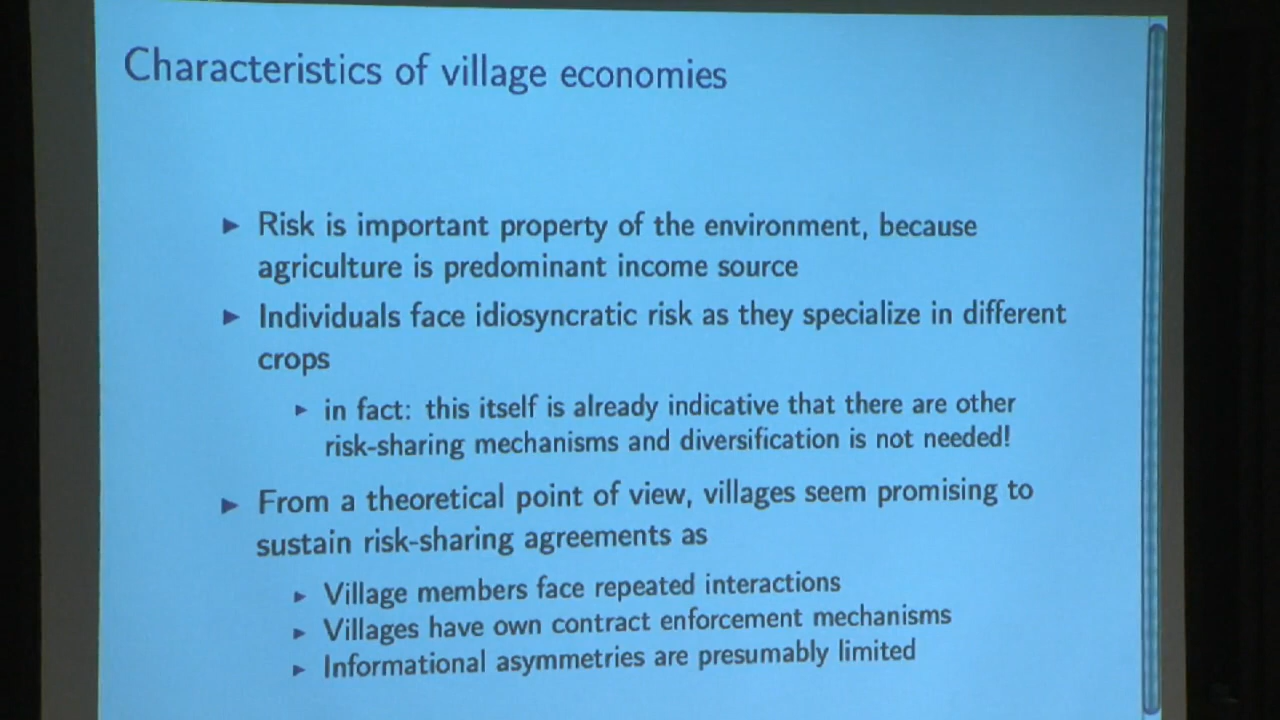 Characteristics of village economies
▶ Risk is important property of the environment, because
agriculture is predominant income source
▶ Individuals face idiosyncratic risk as they specialize in different
crops
▶ in fact: this itself is already indicative that there are other
risk-sharing mechanisms and diversification is not needed!
▶ From a theoretical point of view, villages seem promising to
sustain risk-sharing agreements as
▶ Village members face repeated interactions
▶ Villages have own contract enforcement mechanisms
▶ Informational asymmetries are presumably limited